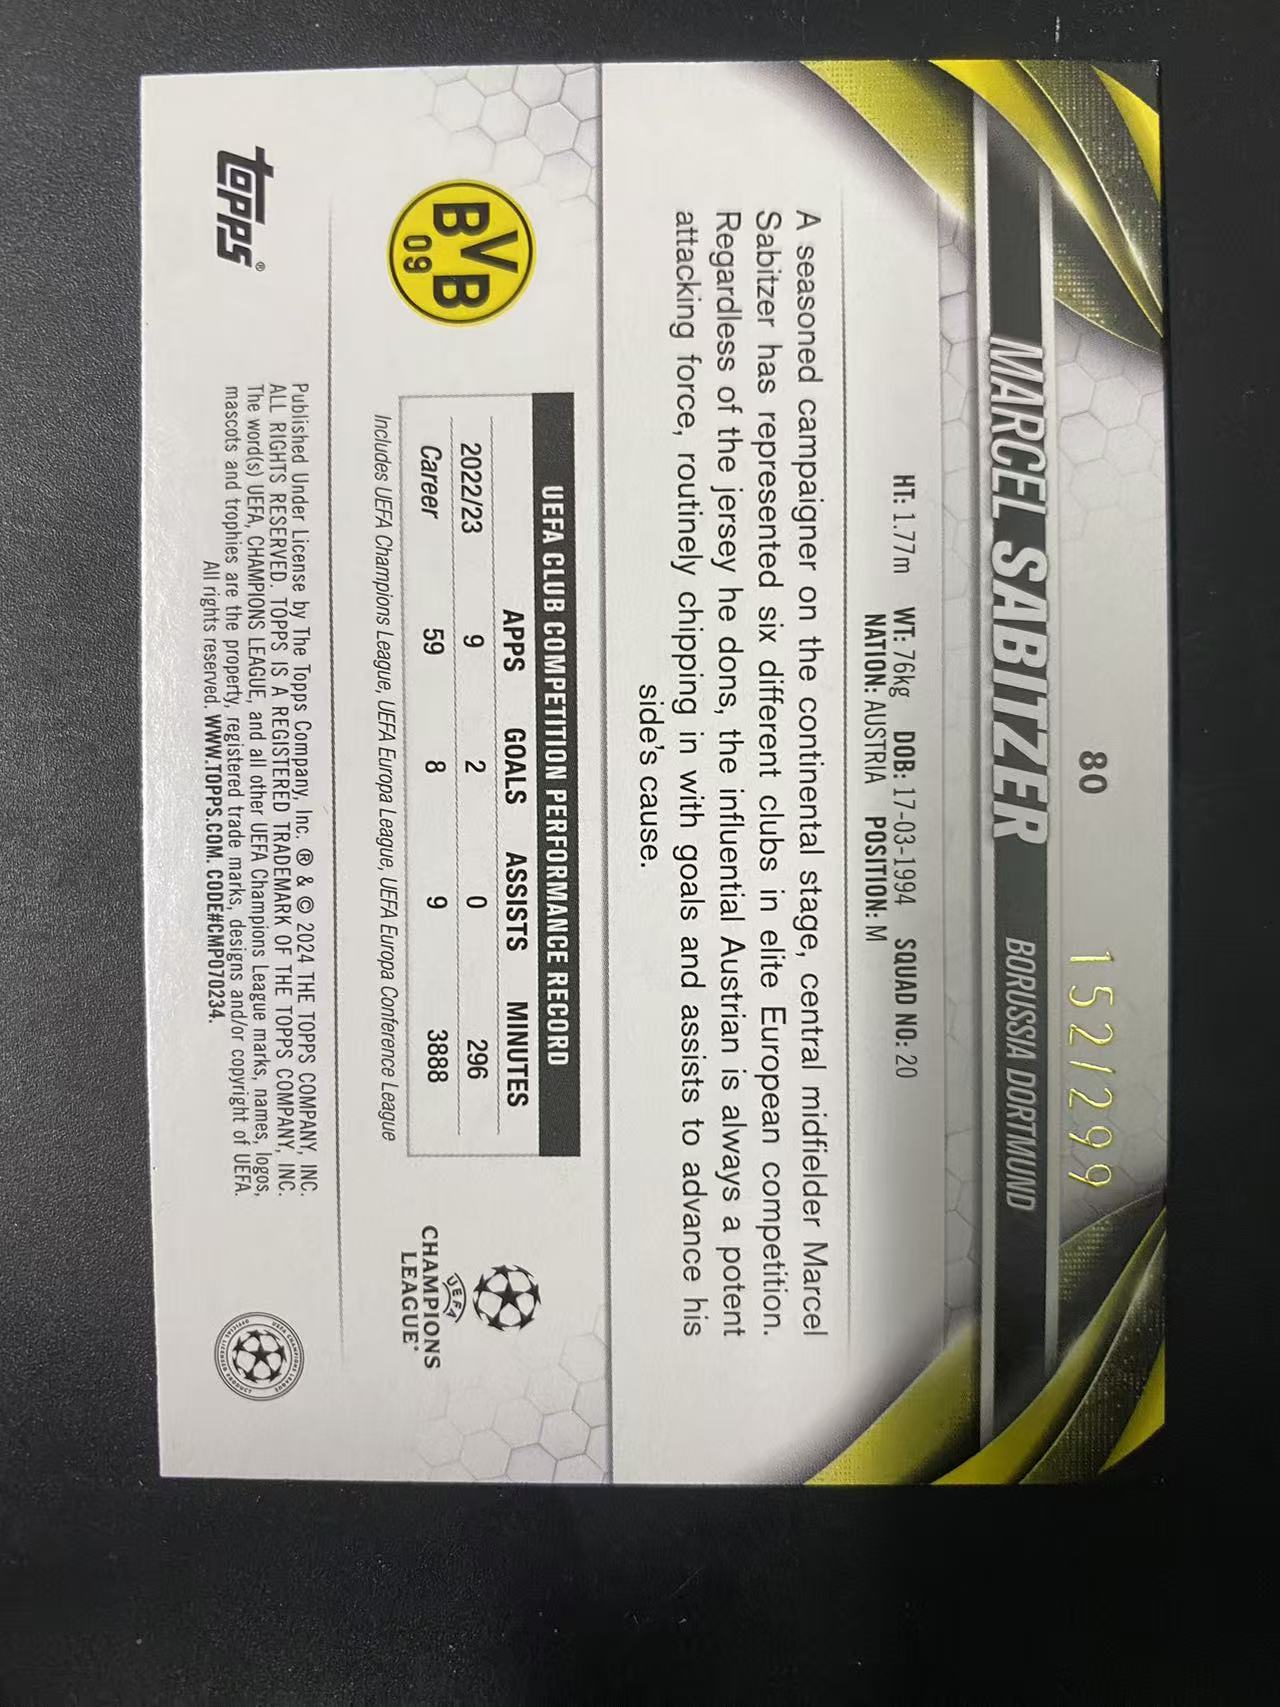 80
152/299
MARCEL SABITZER BORUSSIA DORTMUND
HT: 1.77m WT: 76kg DOB: 17-03-1994 SQUAD NO: 20
NATION: AUSTRIA POSITION: M
A seasoned campaigner on the continental stage, central midfielder Marcel
Sabitzer has represented six different clubs in elite European competition.
Regardless of the jersey he dons, the influential Austrian is always a potent
attacking force, routinely chipping in with goals and assists to advance his
side's cause.
BVB
09
UEFA CLUB COMPETITION PERFORMANCE RECORD
APPS GOALS ASSISTS MINUTES
2022/23 9 2 0 296
Career 59 8 9 3888
Includes UEFA Champions League, UEFA Europa League, UEFA Europa Conference League
UEFA
CHAMPIONS
LEAGUE®
topps®
Published Under License by The Topps Company, Inc. ® & © 2024 THE TOPPS COMPANY, INC.
ALL RIGHTS RESERVED. TOPPS IS A REGISTERED TRADEMARK OF THE TOPPS COMPANY, INC.
The word(s) UEFA, CHAMPIONS LEAGUE, and all other UEFA Champions League marks, names, logos,
mascots and trophies are the property, registered trade marks, designs and/or copyright of UEFA.
All rights reserved. WWW.TOPPS.COM. CODE#CMP070234.
UEFA CHAMPIONS LEAGUE
OFFICIAL LICENSED PRODUCT